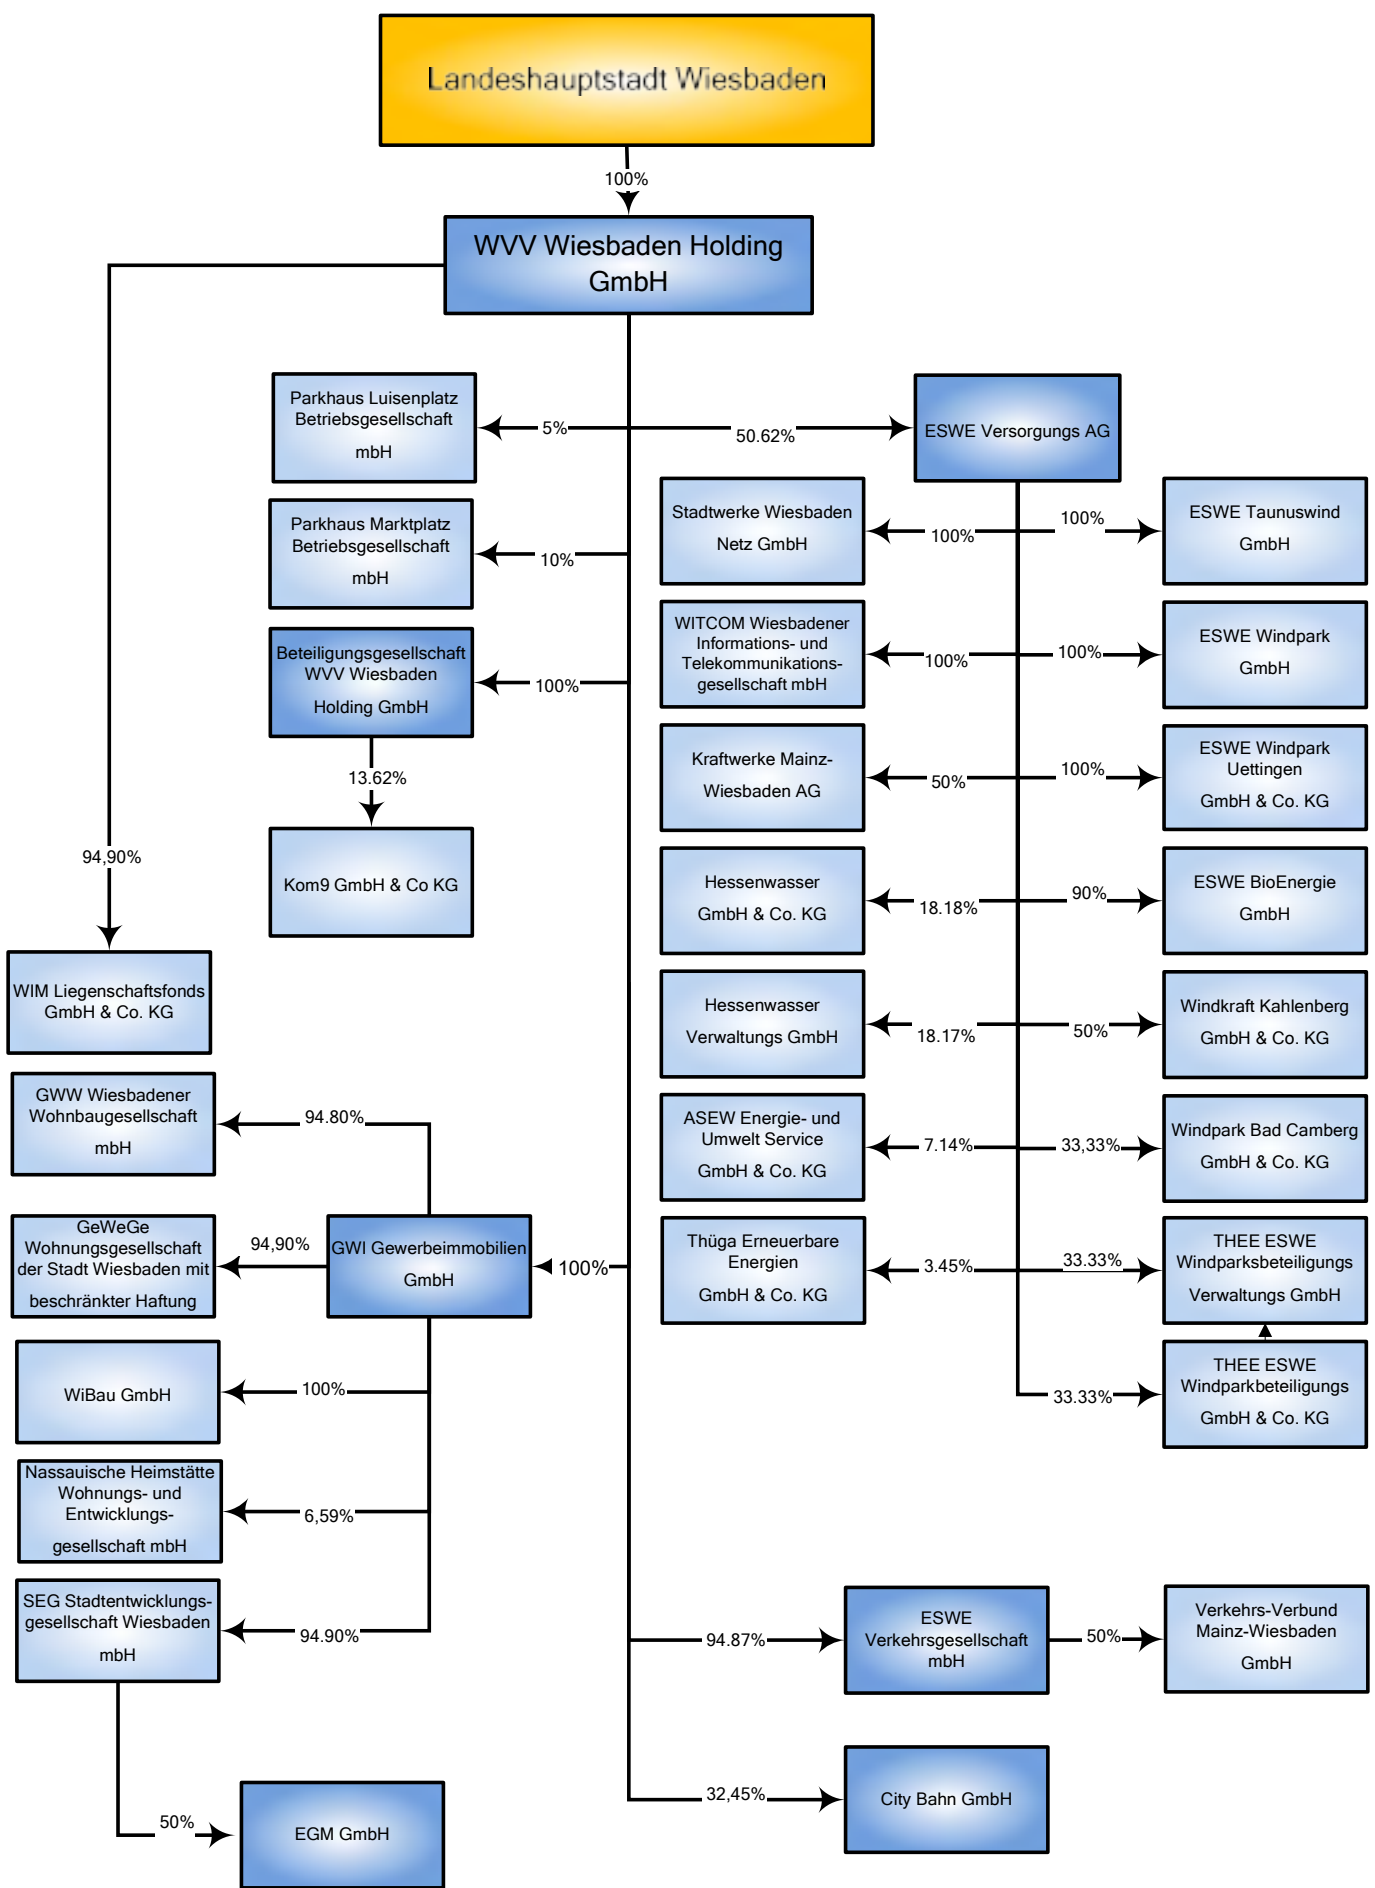 Landeshauptstadt Wiesbaden
100%
WVV Wiesbaden Holding
GmbH
Parkhaus Luisenplatz
Betriebsgesellschaft
mbH
5%
50.62%
ESWE Versorgungs AG
Parkhaus Marktplatz
Betriebsgesellschaft
mbH
10%
Beteiligungsgesellschaft
WVV Wiesbaden
Holding GmbH
100%
13.62%
Kom9 GmbH & Co KG
94,90%
WIM Liegenschaftsfonds
GmbH & Co. KG
Stadtwerke Wiesbaden
Netz GmbH
100%
100%
ESWE Taunuswind
GmbH
WITCOM Wiesbadener
Informations- und
Telekommunikations-
gesellschaft mbH
100%
100%
ESWE Windpark
GmbH
Kraftwerke Mainz-
Wiesbaden AG
50%
100%
ESWE Windpark
Uettingen
GmbH & Co. KG
Hessenwasser
GmbH & Co. KG
18.18%
90%
ESWE BioEnergie
GmbH
Hessenwasser
Verwaltungs GmbH
18.17%
50%
Windkraft Kahlenberg
GmbH & Co. KG
ASEW Energie- und
Umwelt Service
GmbH & Co. KG
7.14%
33,33%
Windpark Bad Camberg
GmbH & Co. KG
Thüga Erneuerbare
Energien
GmbH & Co. KG
3.45%
33.33%
THEE ESWE
Windparksbeteiligungs
Verwaltungs GmbH
33.33%
THEE ESWE
Windparkbeteiligungs
GmbH & Co. KG
GWW Wiesbadener
Wohnbaugesellschaft
mbH
94.80%
GeWeGe
Wohnungsgesellschaft
der Stadt Wiesbaden mit
beschränkter Haftung
94,90%
GWI Gewerbeimmobilien
GmbH
100%
WiBau GmbH
100%
Nassauische Heimstätte
Wohnungs- und
Entwicklungs-
gesellschaft mbH
6,59%
SEG Stadtentwicklungs-
gesellschaft Wiesbaden
mbH
94.90%
50%
EGM GmbH
94.87%
ESWE
Verkehrsgesellschaft
mbH
50%
Verkehrs-Verbund
Mainz-Wiesbaden
GmbH
32,45%
City Bahn GmbH